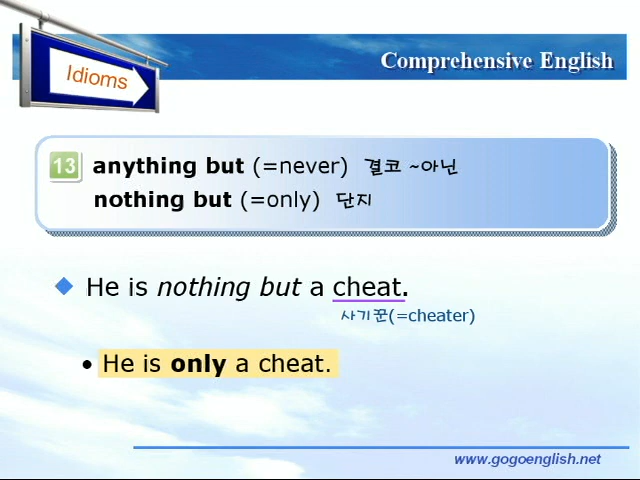 Idioms
Comprehensive English
13 anything but (=never) 결코 ~아닌
nothing but (=only) 단지
He is nothing but a cheat.
사기꾼(=cheater)
• He is only a cheat.
www.gogoenglish.net